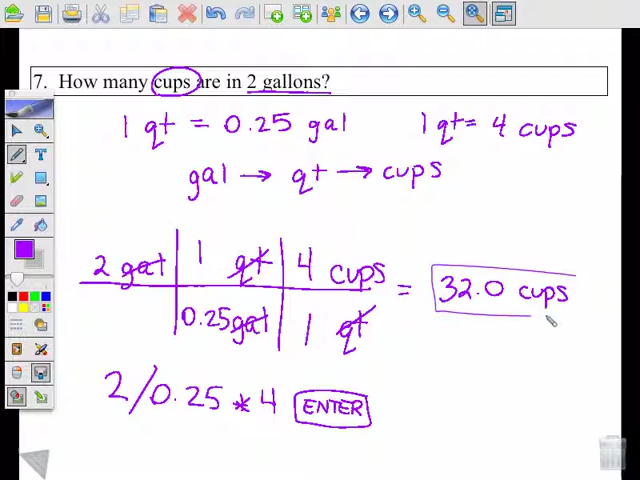 7. How many cups are in 2 gallons?
1 qt = 0.25 gal 1 qt = 4 cups
gal → qt → cups
2 gal 1 qt 4 cups
= 32.0 cups
0.25 gal 1 qt
2/0.25 * 4 ENTER